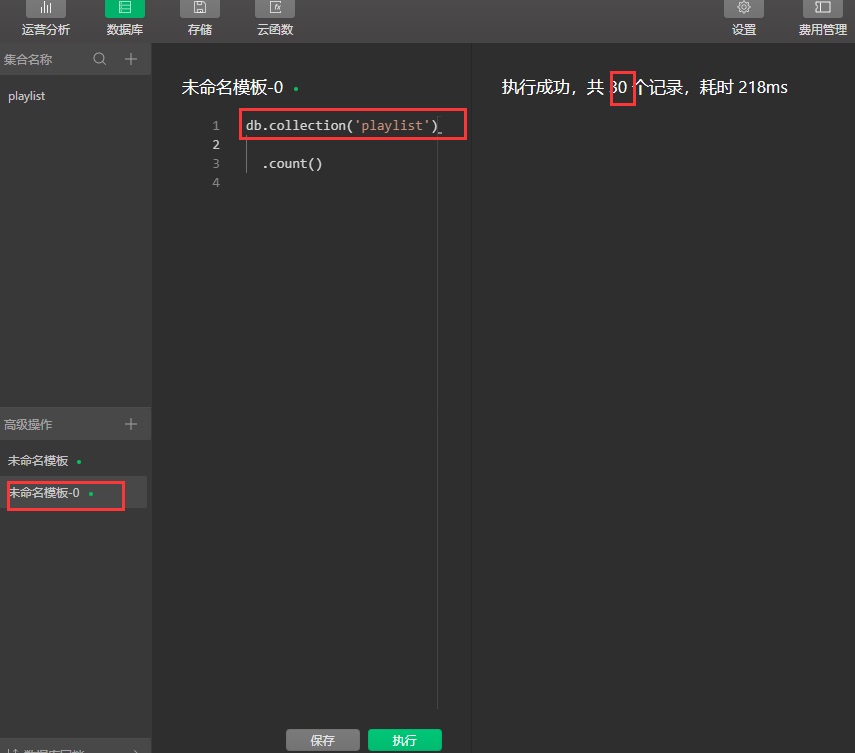 运营分析 数据库 存储 云函数 设置 费用管理
集合名称
playlist
高级操作
未命名模板
未命名模板-0
未命名模板-0
1 db.collection('playlist')
2
3 .count()
4
保存 执行
执行成功，共 80 个记录，耗时 218ms